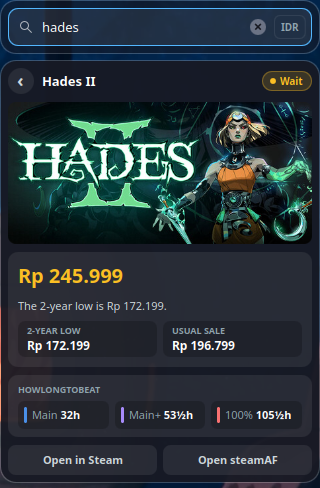 hades
IDR
Hades II
Wait
HADES
II
Rp 245.999
The 2-year low is Rp 172.199.
2-YEAR LOW
USUAL SALE
Rp 172.199
Rp 196.799
HOWLONGTOBEAT
Main 32h
Main+ 53½h
100% 105½h
Open in Steam
Open steamAF